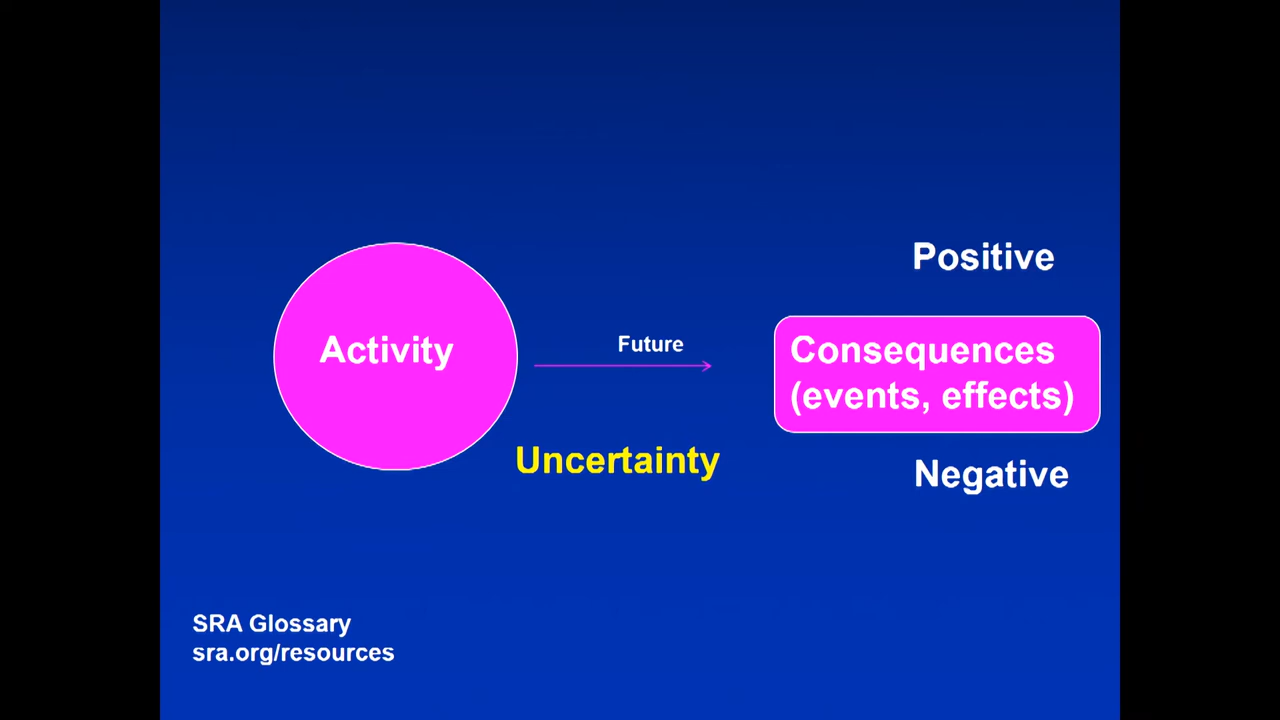 Positive
Activity
Future
Consequences
(events, effects)
Uncertainty
Negative
SRA Glossary
sra.org/resources